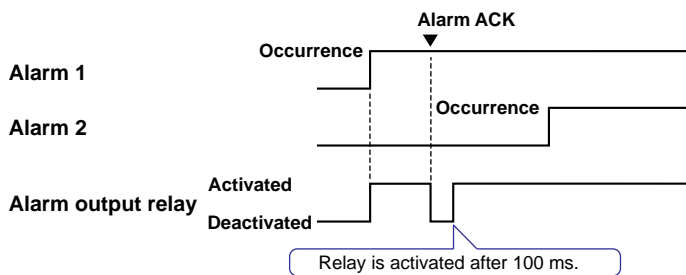 Alarm ACK
Occurrence
Alarm 1
Occurrence
Alarm 2
Activated
Alarm output relay
Deactivated
Relay is activated after 100 ms.